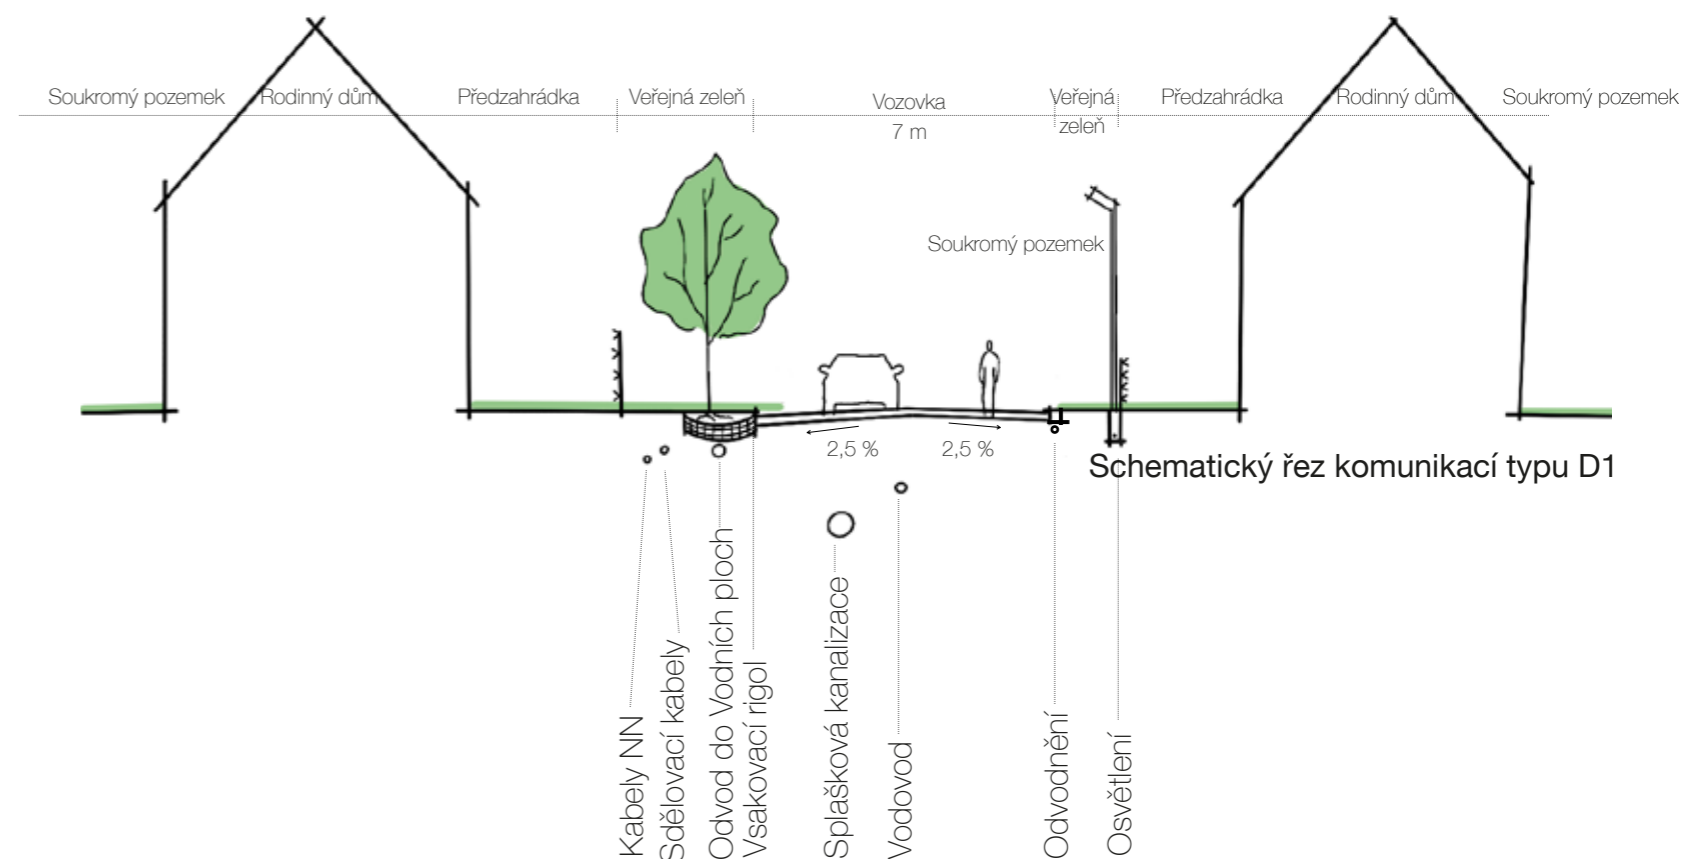 Soukromý pozemek
Rodinný dům
Předzahrádka
Veřejná zeleň
Vozovka
7 m
Veřejná
zeleň
Předzahrádka
Rodinný dům
Soukromý pozemek
Soukromý pozemek
2,5 %
2,5 %
Schematický řez komunikací typu D1
Kabely NN
Sdělovací kabely
Odvod do Vodních ploch
Vsakovací rigol
Splašková kanalizace
Vodovod
Odvodnění
Osvětlení